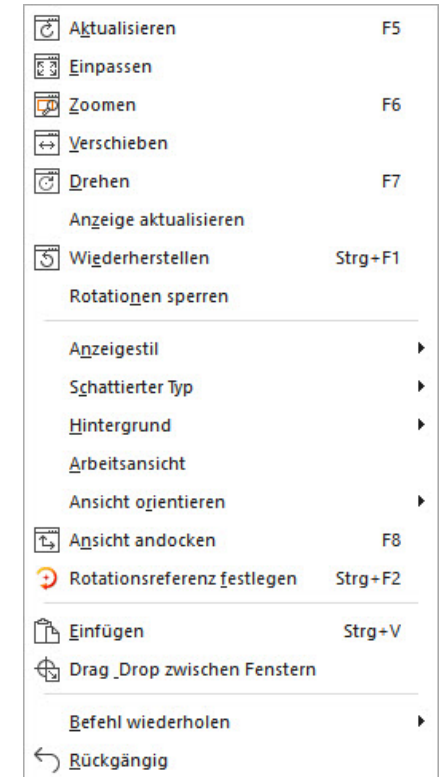 Aktualisieren F5
Einpassen
Zoomen F6
Verschieben
Drehen F7
Anzeige aktualisieren
Wiederherstellen Strg+F1
Rotationen sperren
Anzeigestil
Schattierter Typ
Hintergrund
Arbeitsansicht
Ansicht orientieren
Ansicht andocken F8
Rotationsreferenz festlegen Strg+F2
Einfügen Strg+V
Drag _Drop zwischen Fenstern
Befehl wiederholen
Rückgängig